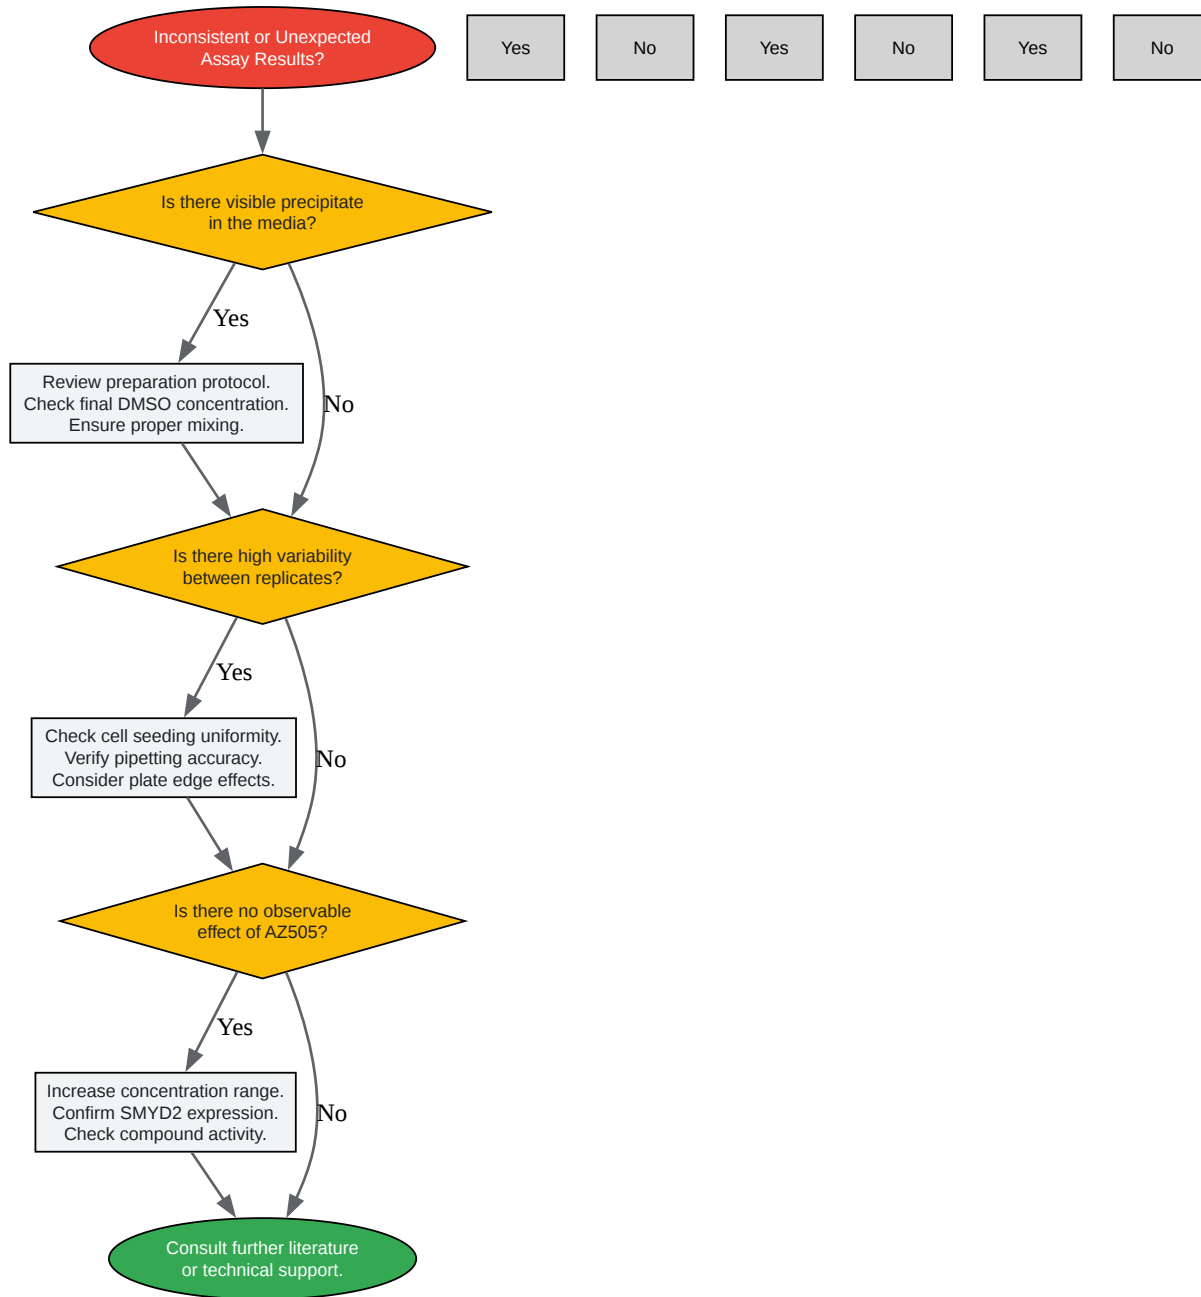 Inconsistent or Unexpected
Assay Results?
Yes
No
Yes
No
Yes
No
Is there visible precipitate
in the media?
Yes
Review preparation protocol.
Check final DMSO concentration.
Ensure proper mixing.
No
Is there high variability
between replicates?
Yes
Check cell seeding uniformity.
Verify pipetting accuracy.
Consider plate edge effects.
No
Is there no observable
effect of AZ505?
Yes
Increase concentration range.
Confirm SMYD2 expression.
Check compound activity.
No
Consult further literature
or technical support.